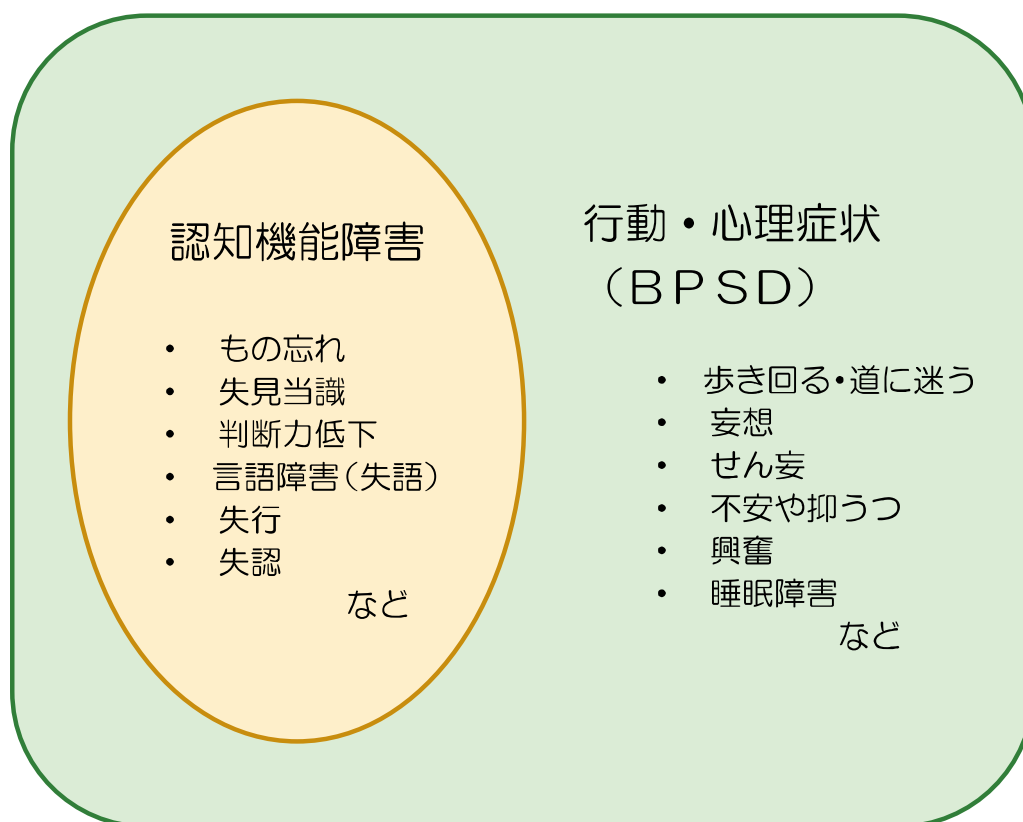 認知機能障害
• もの忘れ
• 失見当識
• 判断力低下
• 言語障害（失語）
• 失行
• 失認
など
行動・心理症状
（ＢＰＳＤ）
• 歩き回る・道に迷う
• 妄想
• せん妄
• 不安や抑うつ
• 興奮
• 睡眠障害
など